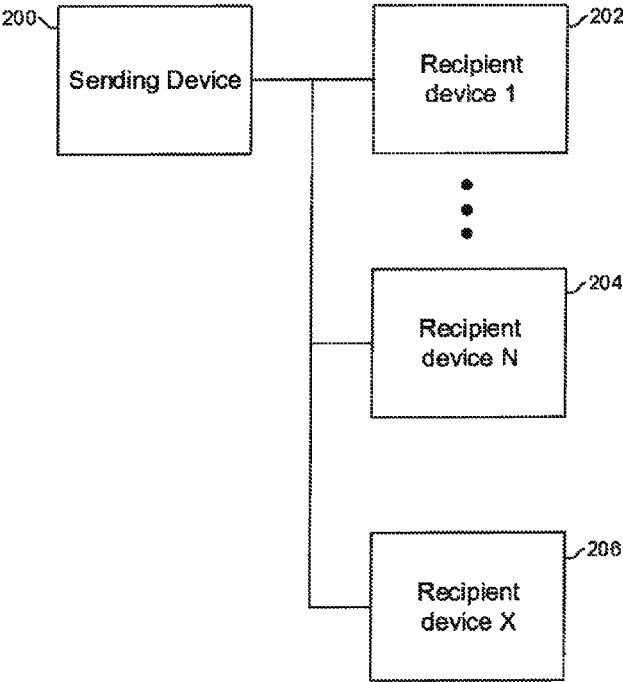 200
Sending Device
202
Recipient
device 1
204
Recipient
device N
206
Recipient
device X